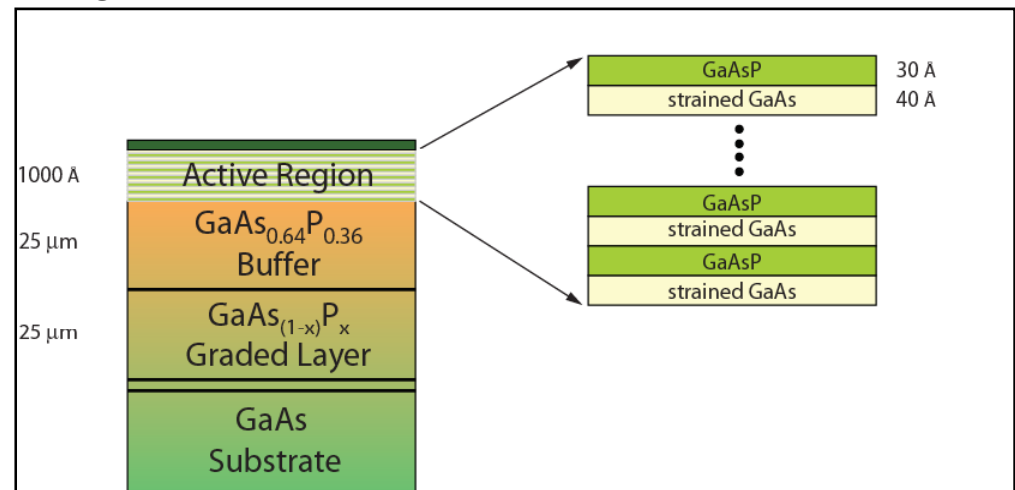 1000 Å
Active Region
25 μm
GaAs0.64P0.36
Buffer
25 μm
GaAs(1-x)Px
Graded Layer
GaAs
Substrate
GaAsP 30 Å
strained GaAs 40 Å
GaAsP
strained GaAs
GaAsP
strained GaAs